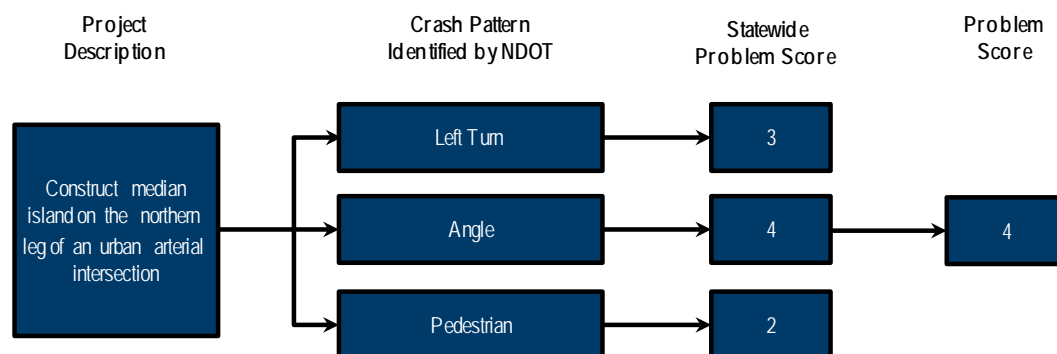 Project
Description
Crash Pattern
Identified by NDOT
Statewide
Problem Score
Problem
Score
Construct median
island on the northern
leg of an urban arterial
intersection
Left Turn
3
Angle
4
4
Pedestrian
2